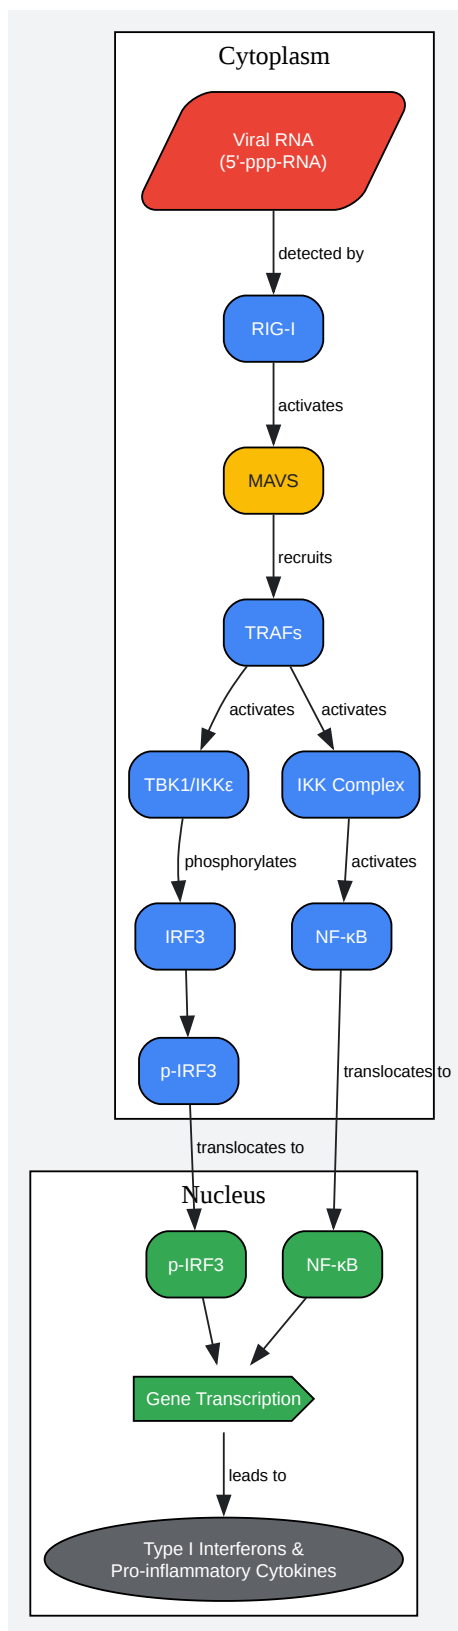 Cytoplasm
Viral RNA
(5'-ppp-RNA)
detected by
RIG-I
activates
MAVS
recruits
TRAFs
activates
activates
TBK1/IKKε
IKK Complex
phosphorylates
activates
IRF3
NF-κB
p-IRF3
translocates to
translocates to
Nucleus
p-IRF3
NF-κB
Gene Transcription
leads to
Type I Interferons &
Pro-inflammatory Cytokines